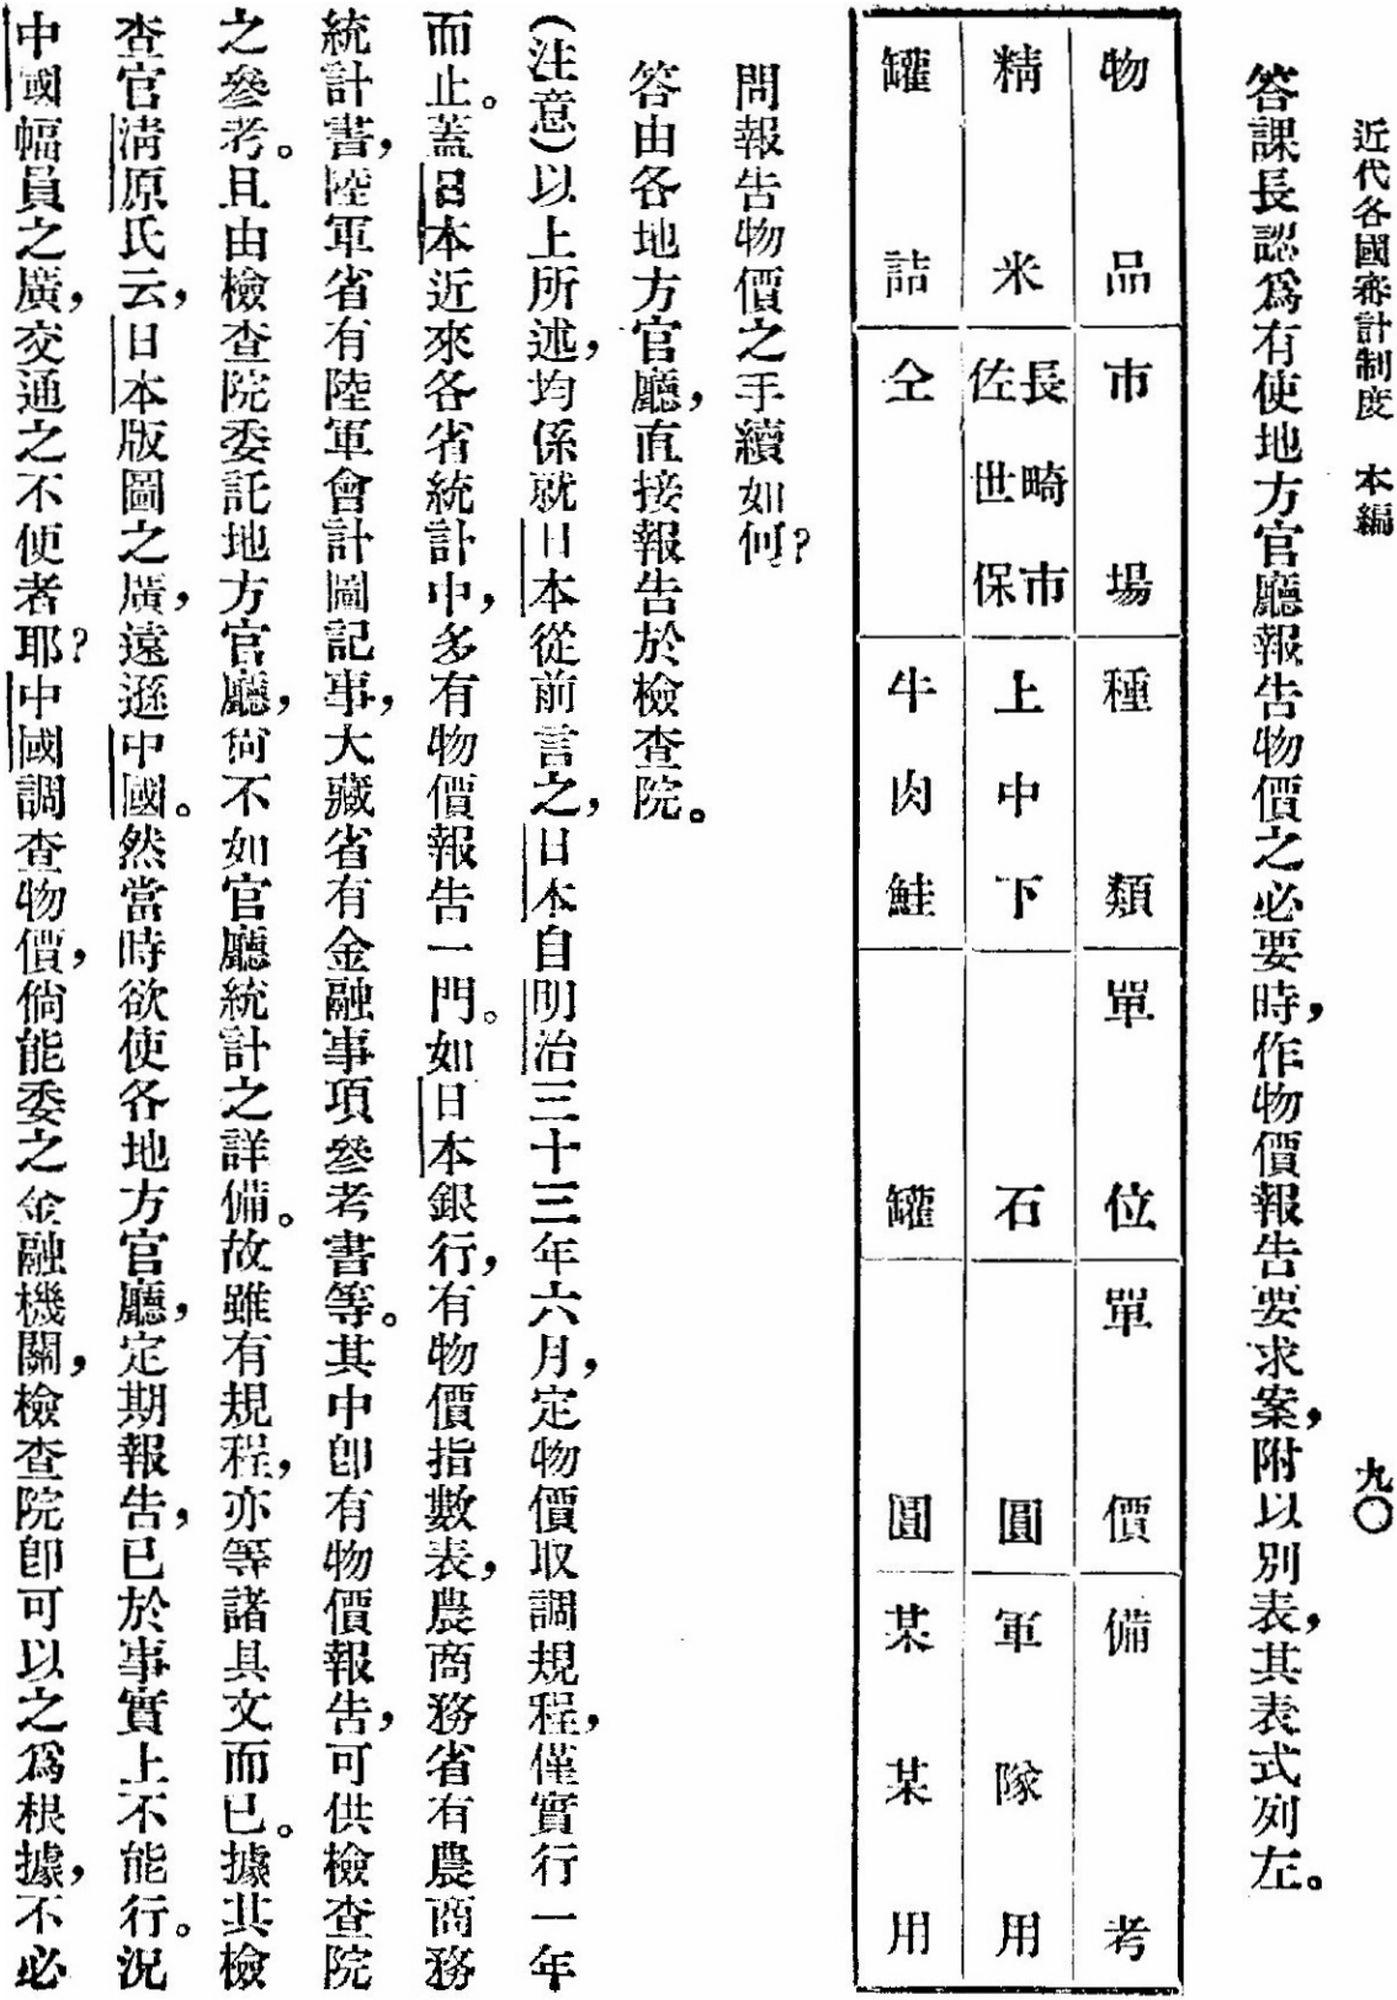 近代各國審計制度　本編　九〇
答課長認爲有使地方官廳報告物價之必要時，作物價報告要求案，附以別表，其表式列左。
物品　市場　種類　單位　單價　備考
精米　長畸市　佐世保　上中下　石　圓　軍隊用
罐詰　仝　牛肉鮭　罐　圓　某某用
問報告物價之手續如何？
答由各地方官廳，直接報告於檢查院。
（注意）以上所述，均係就日本從前言之，日本自明治三十三年六月，定物價取調規程，僅實行一年
而止。蓋日本近來各省統計中，多有物價報告一門。如日本銀行，有物價指數表，農商務省有農商務
統計書，陸軍省有陸軍會計圖記事，大藏省有金融事項參考書等。其中卽有物價報告，可供檢查院
之參考。且由檢查院委託地方官廳，尙不如官廳統計之詳備。故雖有規程，亦等諸具文而已。據其檢
查官淸原氏云，日本版圖之廣，遠遜中國。然當時欲使各地方官廳，定期報告，已於事實上不能行。況
中國幅員之廣，交通之不便者耶？中國調查物價，倘能委之金融機關，檢查院卽可以之爲根據，不必